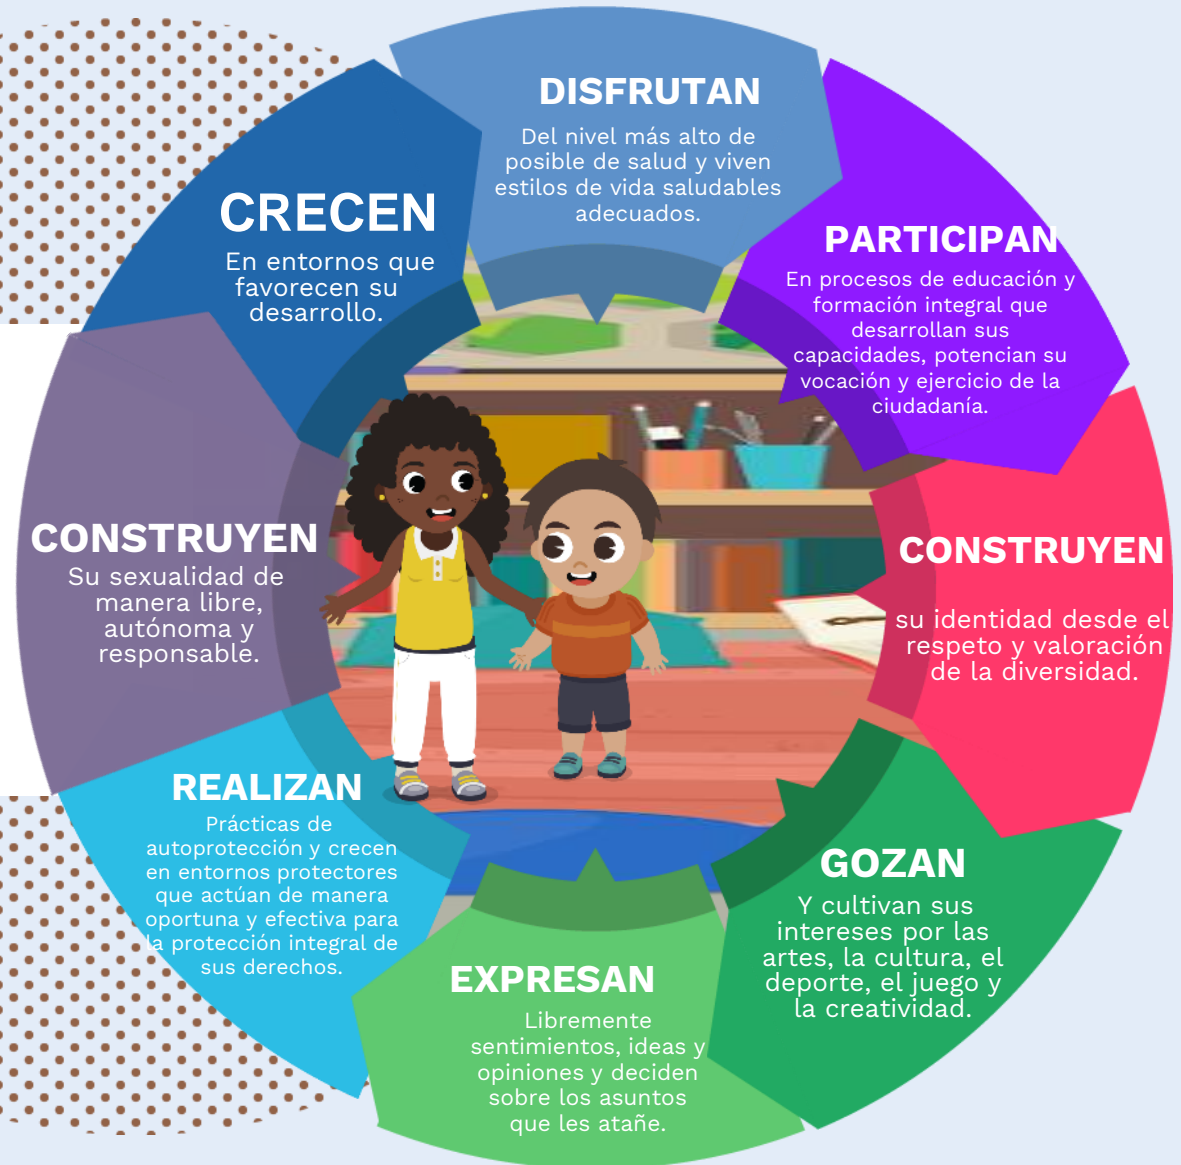 DISFRUTAN
Del nivel más alto de
posible de salud y viven
estilos de vida saludables
adecuados.
PARTICIPAN
En procesos de educación y
formación integral que
desarrollan sus
capacidades, potencian su
vocación y ejercicio de la
ciudadanía.
CONSTRUYEN
su identidad desde el
respeto y valoración
de la diversidad.
GOZAN
Y cultivan sus
intereses por las
artes, la cultura, el
deporte, el juego y
la creatividad.
EXPRESAN
Libremente
sentimientos, ideas y
opiniones y deciden
sobre los asuntos
que les atañe.
REALIZAN
Prácticas de
autoprotección y crecen
en entornos protectores
que actúan de manera
oportuna y efectiva para
la protección integral de
sus derechos.
CONSTRUYEN
Su sexualidad de
manera libre,
autónoma y
responsable.
CRECEN
En entornos que
favorecen su
desarrollo.